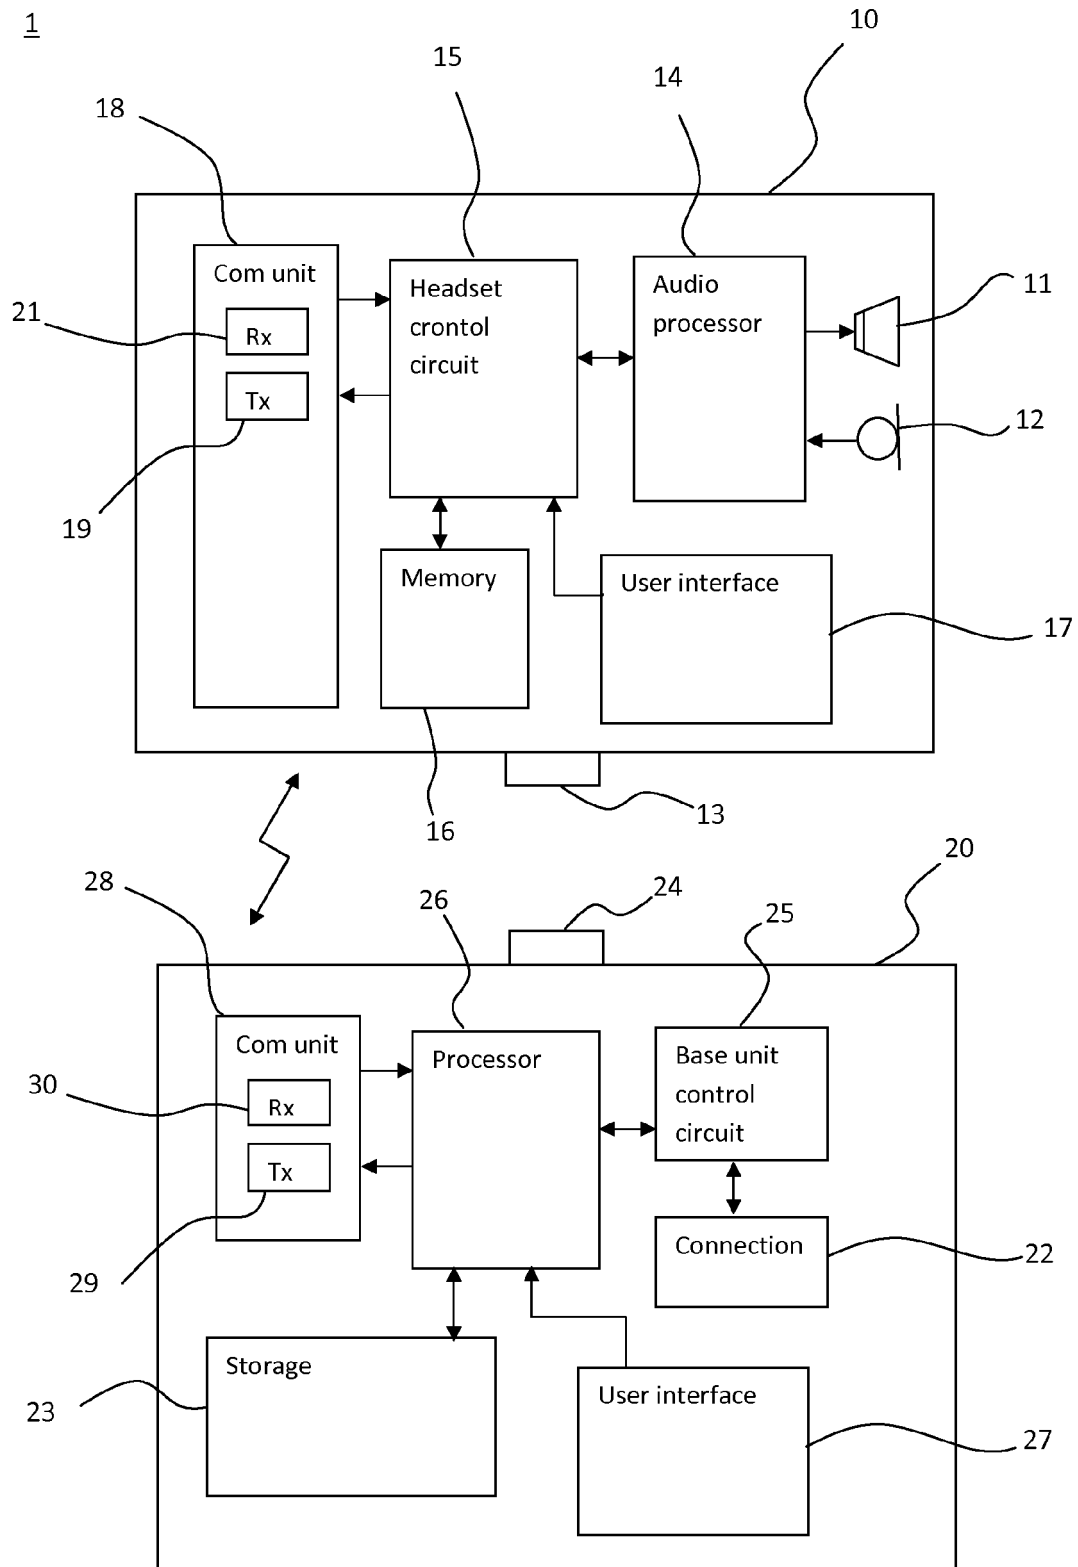 1
10
15
14
18
Com unit
Headset
crontol
circuit
Audio
processor
11
21
Rx
Tx
12
19
Memory
User interface
17
16
13
20
28
26
24
25
Com unit
Processor
Base unit
control
circuit
30
Rx
Tx
29
Connection
22
Storage
User interface
23
27